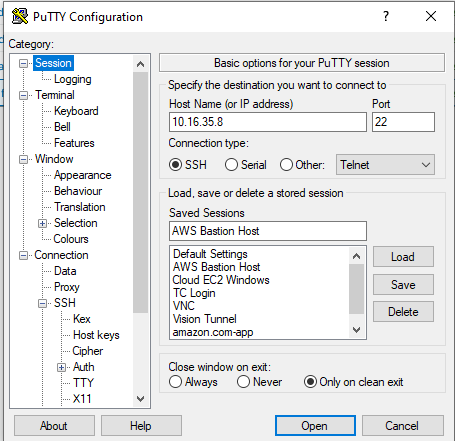 PuTTY Configuration
Category:
Session
Logging
Terminal
Keyboard
Bell
Features
Window
Appearance
Behaviour
Translation
Selection
Colours
Connection
Data
Proxy
SSH
Kex
Host keys
Cipher
Auth
TTY
X11
Basic options for your PuTTY session
Specify the destination you want to connect to
Host Name (or IP address) Port
10.16.35.8 22
Connection type:
SSH Serial Other: Telnet
Load, save or delete a stored session
Saved Sessions
AWS Bastion Host
Default Settings
AWS Bastion Host
Cloud EC2 Windows
TC Login
VNC
Vision Tunnel
amazon.com-app
Load
Save
Delete
Close window on exit:
Always Never Only on clean exit
About Help Open Cancel